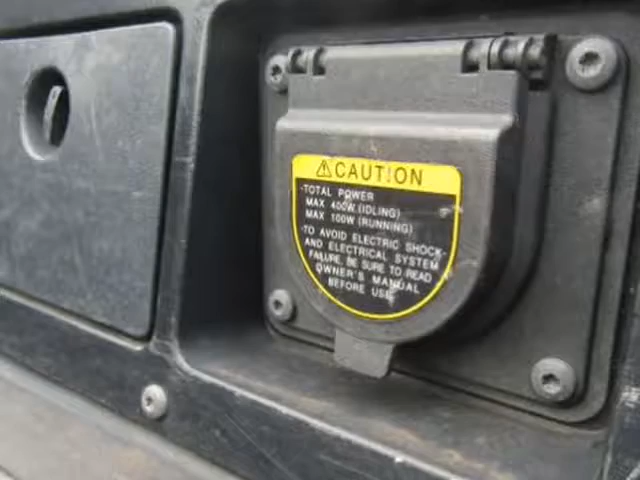 ⚠CAUTION
·TOTAL POWER
MAX 400W (IDLING)
MAX 100W (RUNNING)
·TO AVOID ELECTRIC SHOCK
AND ELECTRICAL SYSTEM
FAILURE, BE SURE TO READ
OWNER'S MANUAL
BEFORE USE